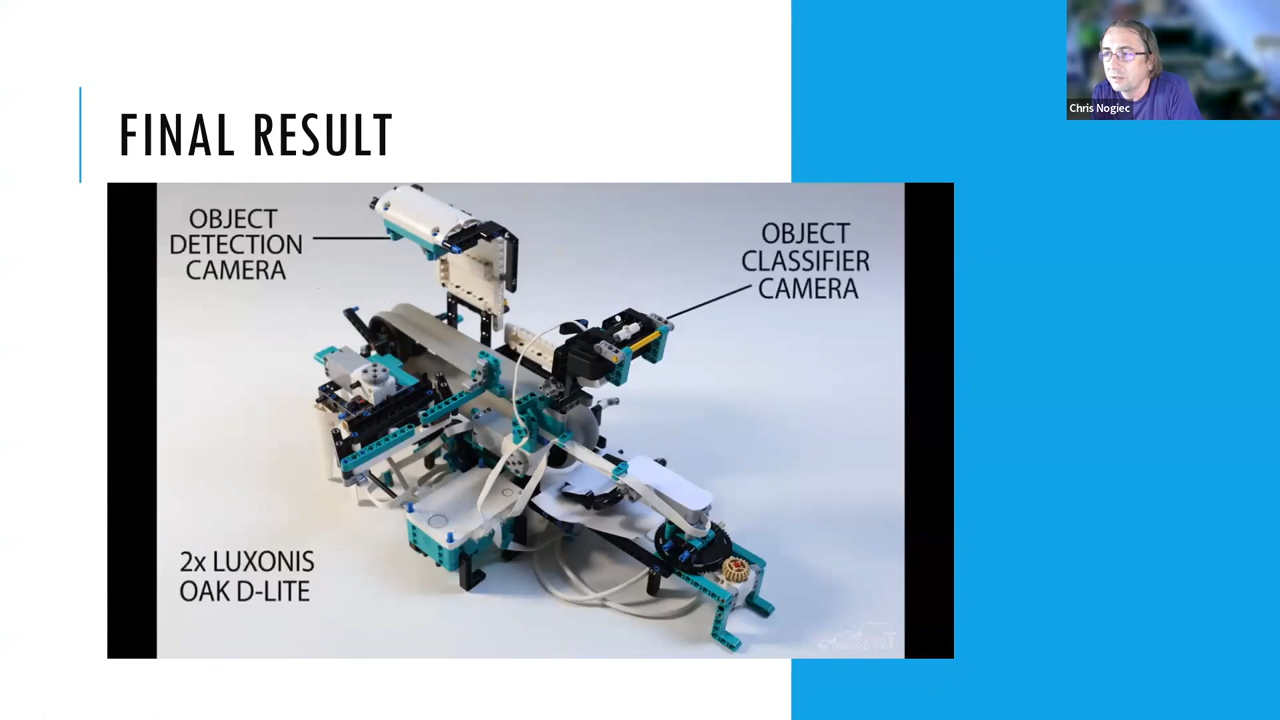 FINAL RESULT
Chris Nogiec
OBJECT
DETECTION
CAMERA
OBJECT
CLASSIFIER
CAMERA
2x LUXONIS
OAK D-LITE